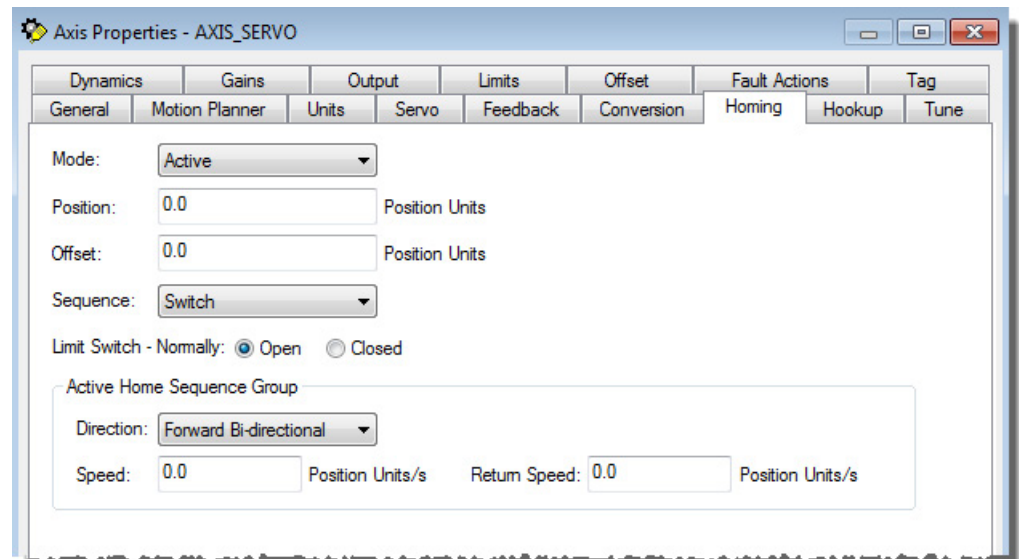 Axis Properties - AXIS_SERVO
Dynamics Gains Output Limits Offset Fault Actions Tag
General Motion Planner Units Servo Feedback Conversion Homing Hookup Tune
Mode: Active
Position: 0.0 Position Units
Offset: 0.0 Position Units
Sequence: Switch
Limit Switch - Normally: Open Closed
Active Home Sequence Group
Direction: Forward Bi-directional
Speed: 0.0 Position Units/s Return Speed: 0.0 Position Units/s